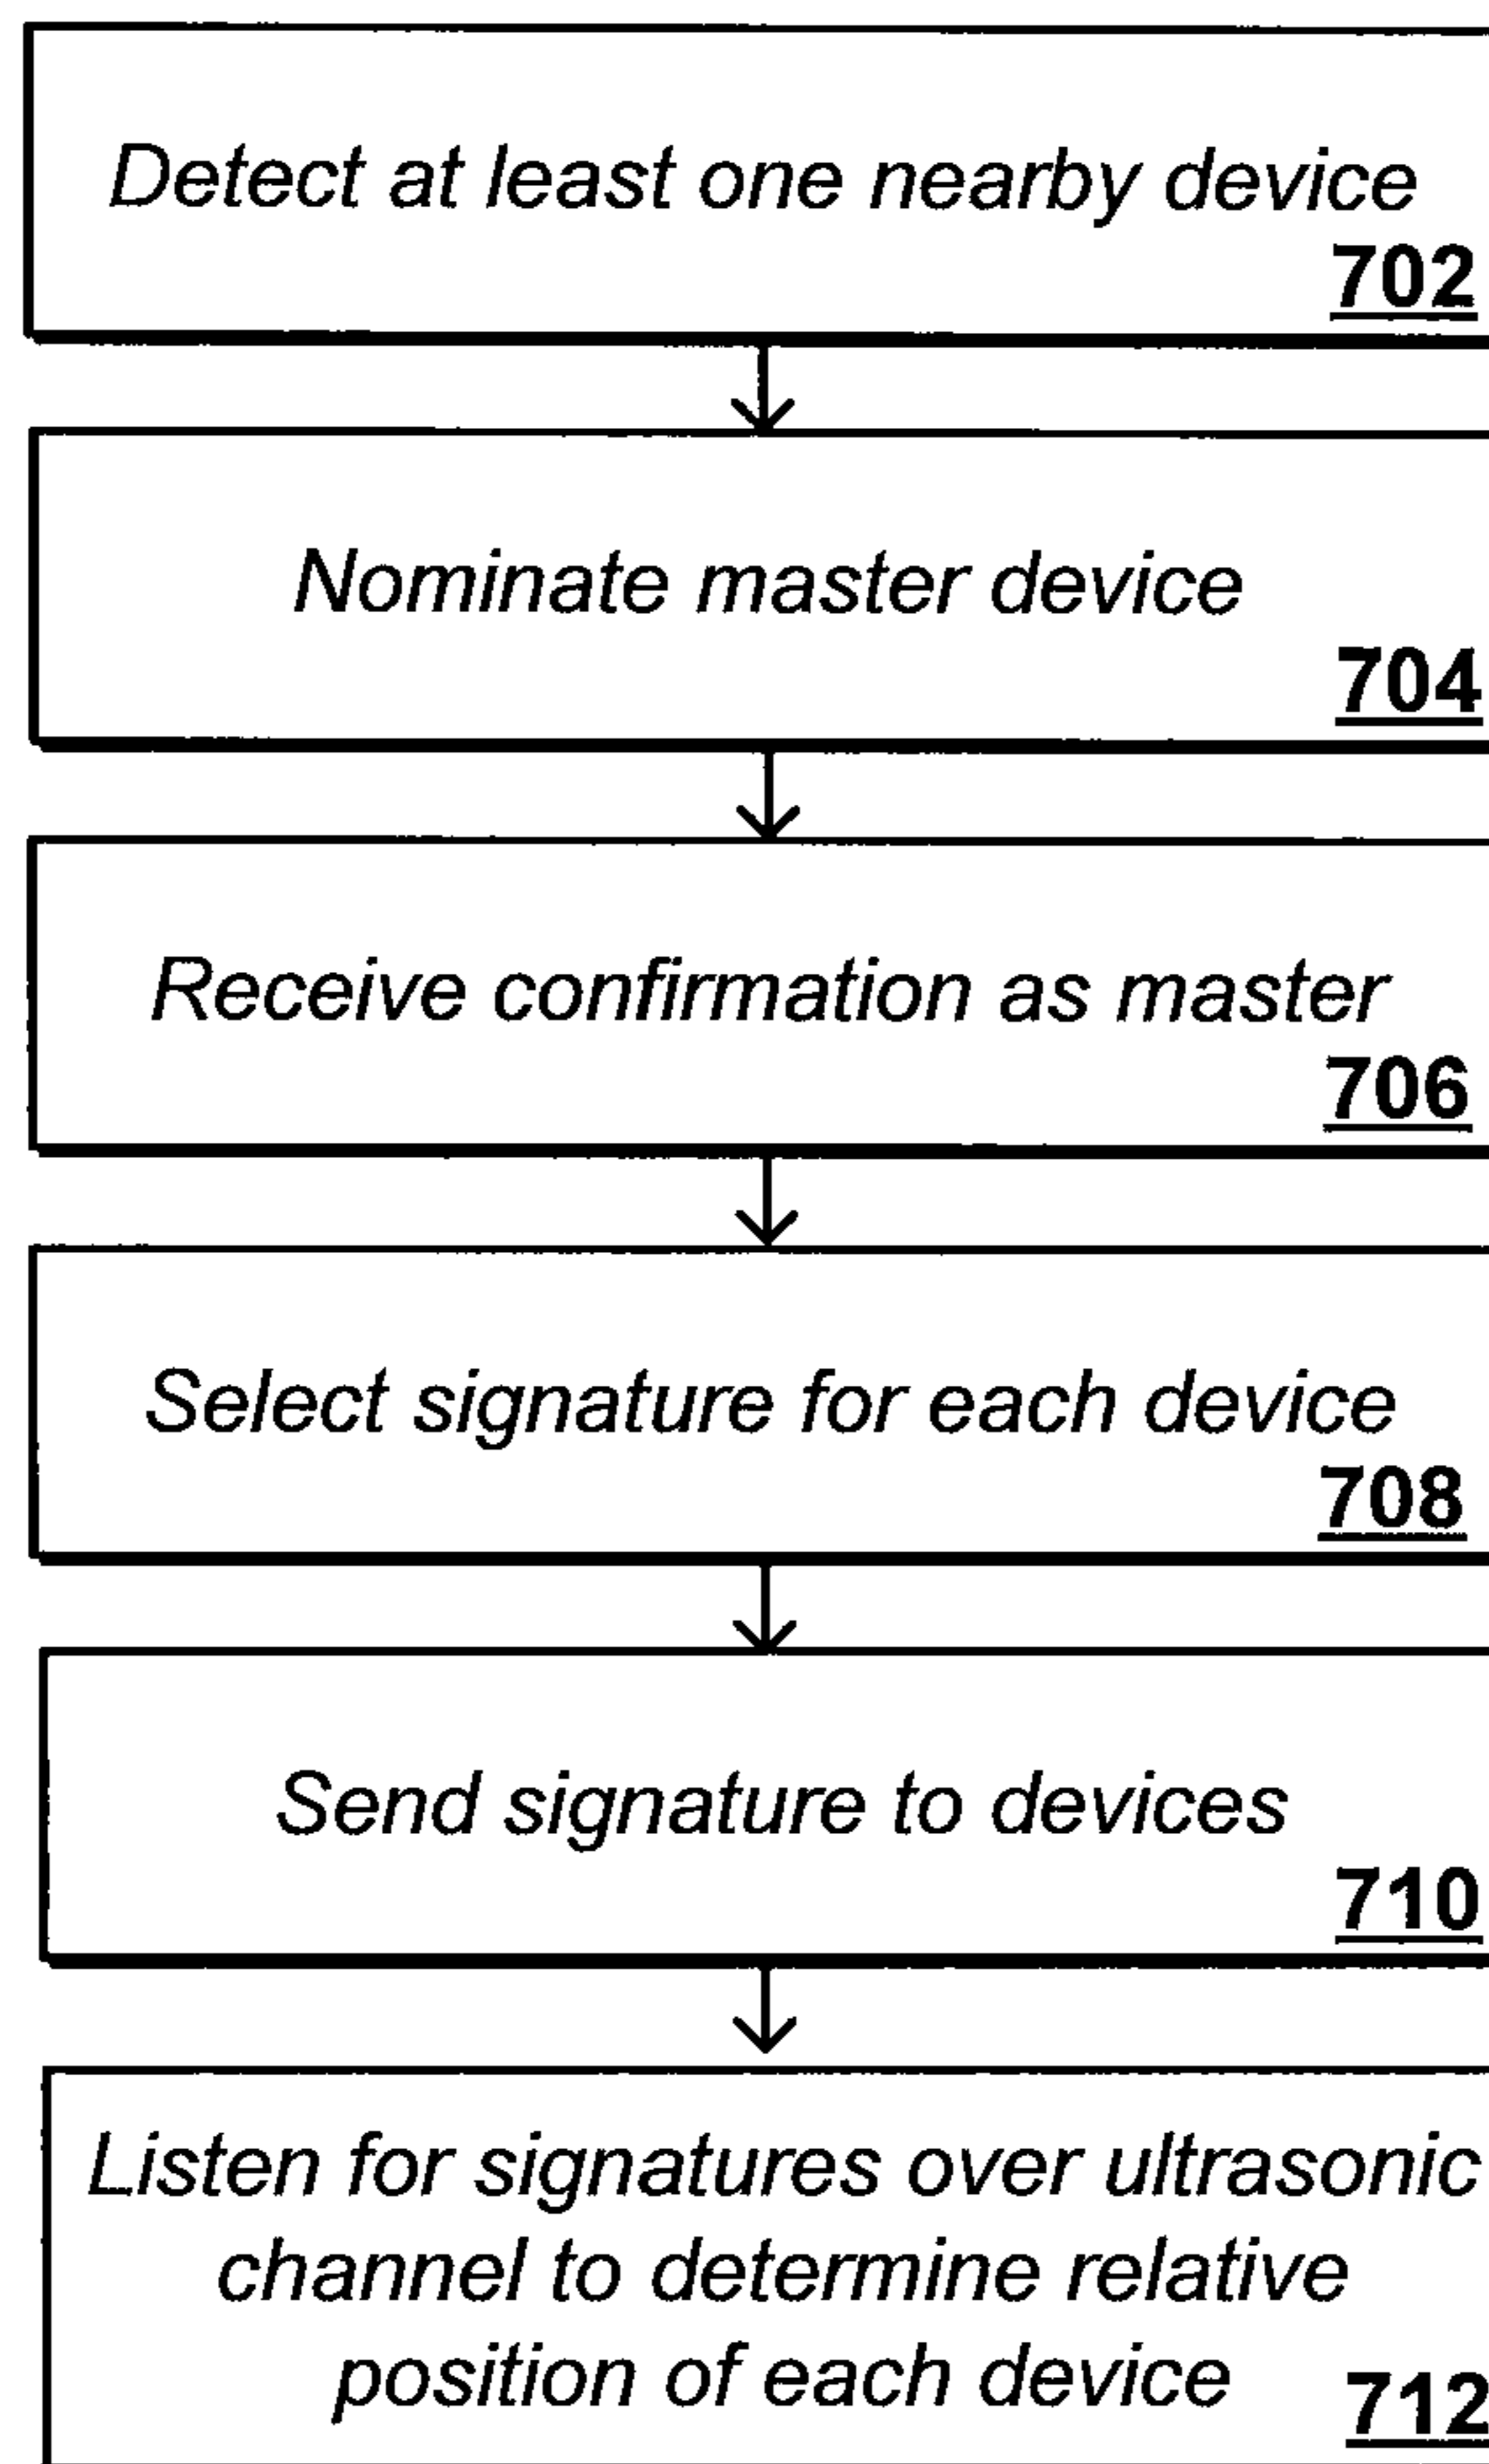 Detect at least one nearby device
702
Nominate master device
704
Receive confirmation as master
706
Select signature for each device
708
Send signature to devices
710
Listen for signatures over ultrasonic
channel to determine relative
position of each device
712